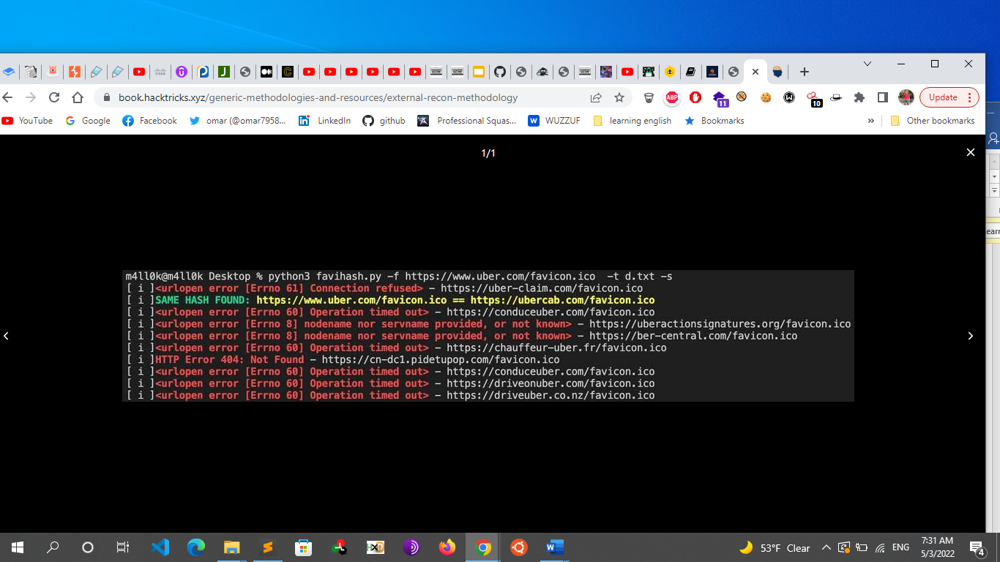 book.hacktricks.xyz/generic-methodologies-and-resources/external-recon-methodology
ABP
11
10
Update
YouTube
Google
Facebook
omar (@omar7958...
LinkedIn
github
Professional Squas...
WUZZUF
learning english
Bookmarks
»
Other bookmarks
1/1
m4ll0k@m4ll0k Desktop % python3 favihash.py -f https://www.uber.com/favicon.ico  -t d.txt -s
[ i ]<urlopen error [Errno 61] Connection refused> - https://uber-claim.com/favicon.ico
[ i ]SAME HASH FOUND: https://www.uber.com/favicon.ico == https://ubercab.com/favicon.ico
[ i ]<urlopen error [Errno 60] Operation timed out> - https://conduceuber.com/favicon.ico
[ i ]<urlopen error [Errno 8] nodename nor servname provided, or not known> - https://uberactionsignatures.org/favicon.ico
[ i ]<urlopen error [Errno 8] nodename nor servname provided, or not known> - https://ber-central.com/favicon.ico
[ i ]<urlopen error [Errno 60] Operation timed out> - https://chauffeur-uber.fr/favicon.ico
[ i ]HTTP Error 404: Not Found - https://cn-dc1.pidetupop.com/favicon.ico
[ i ]<urlopen error [Errno 60] Operation timed out> - https://conduceuber.com/favicon.ico
[ i ]<urlopen error [Errno 60] Operation timed out> - https://driveonuber.com/favicon.ico
[ i ]<urlopen error [Errno 60] Operation timed out> - https://driveuber.co.nz/favicon.ico
53°F Clear
ENG
7:31 AM
5/3/2022
4